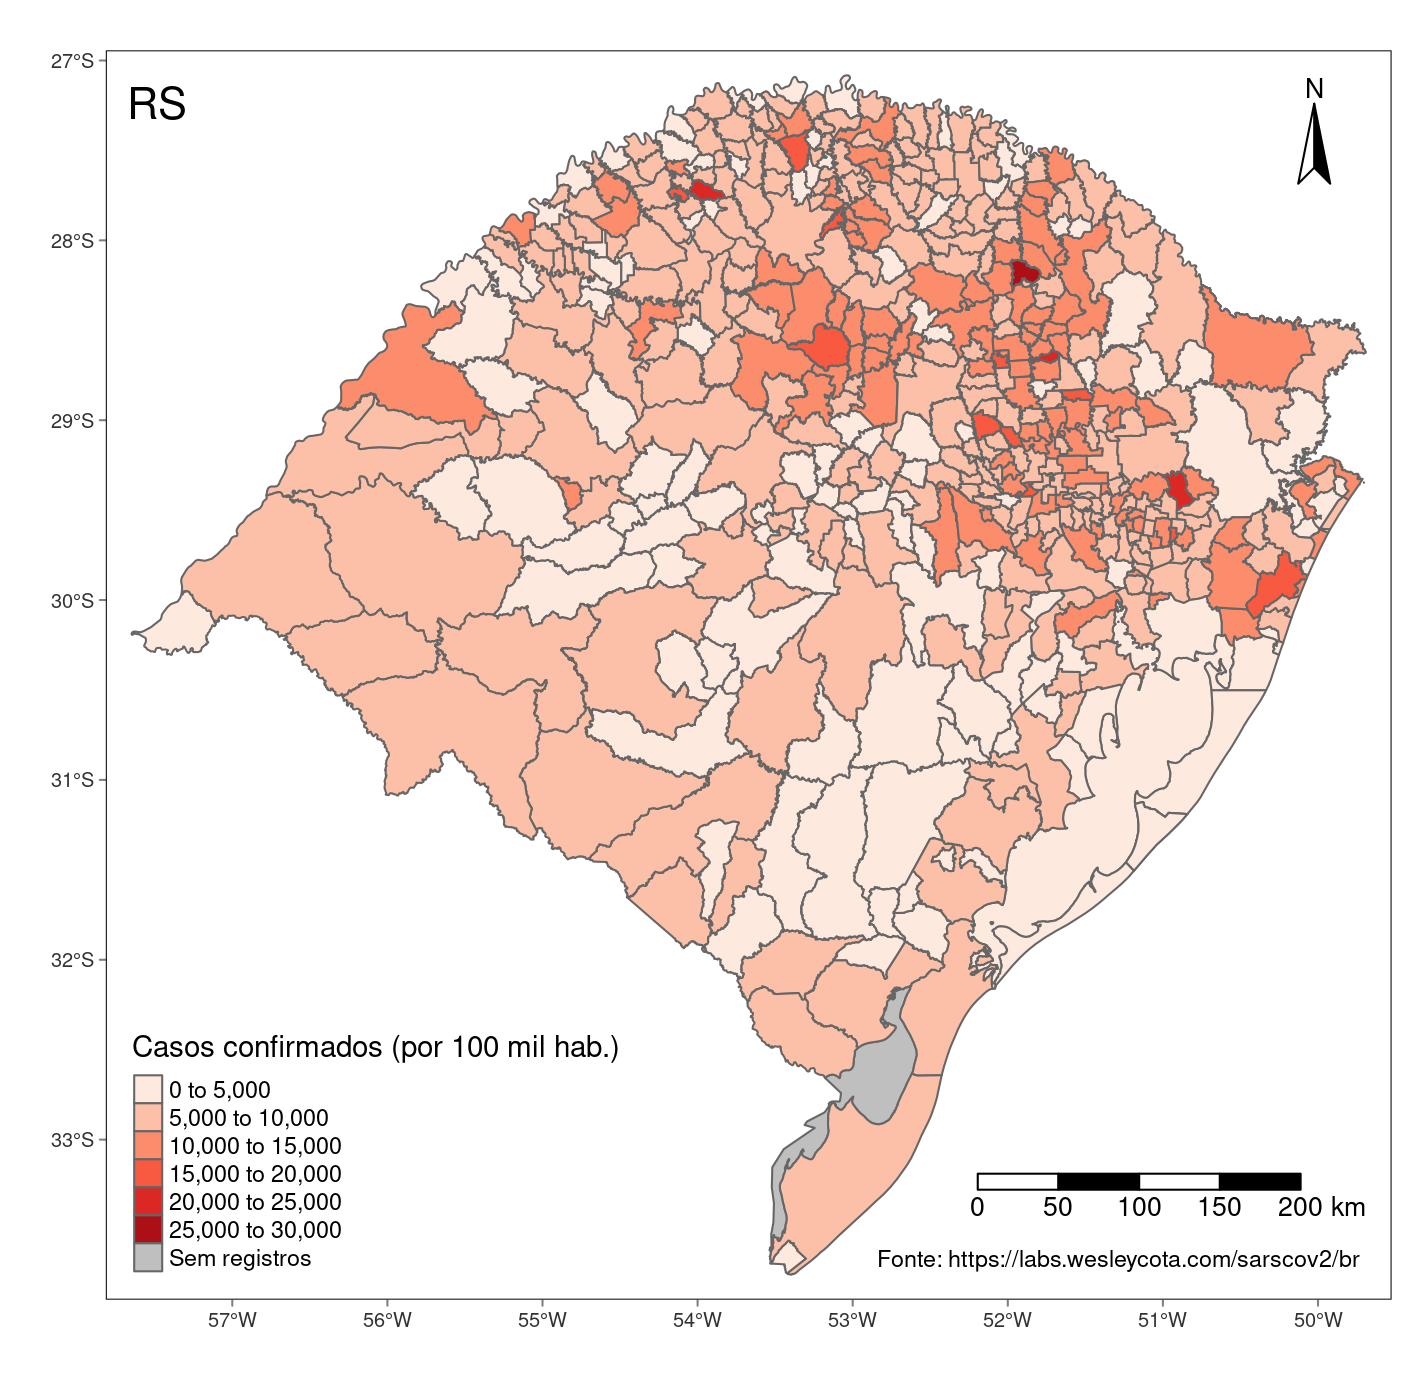 27°S
RS
N
28°S
29°S
30°S
31°S
32°S
33°S
Casos confirmados (por 100 mil hab.)
0 to 5,000
5,000 to 10,000
10,000 to 15,000
15,000 to 20,000
20,000 to 25,000
25,000 to 30,000
Sem registros
0 50 100 150 200 km
Fonte: https://labs.wesleycota.com/sarscov2/br
57°W 56°W 55°W 54°W 53°W 52°W 51°W 50°W